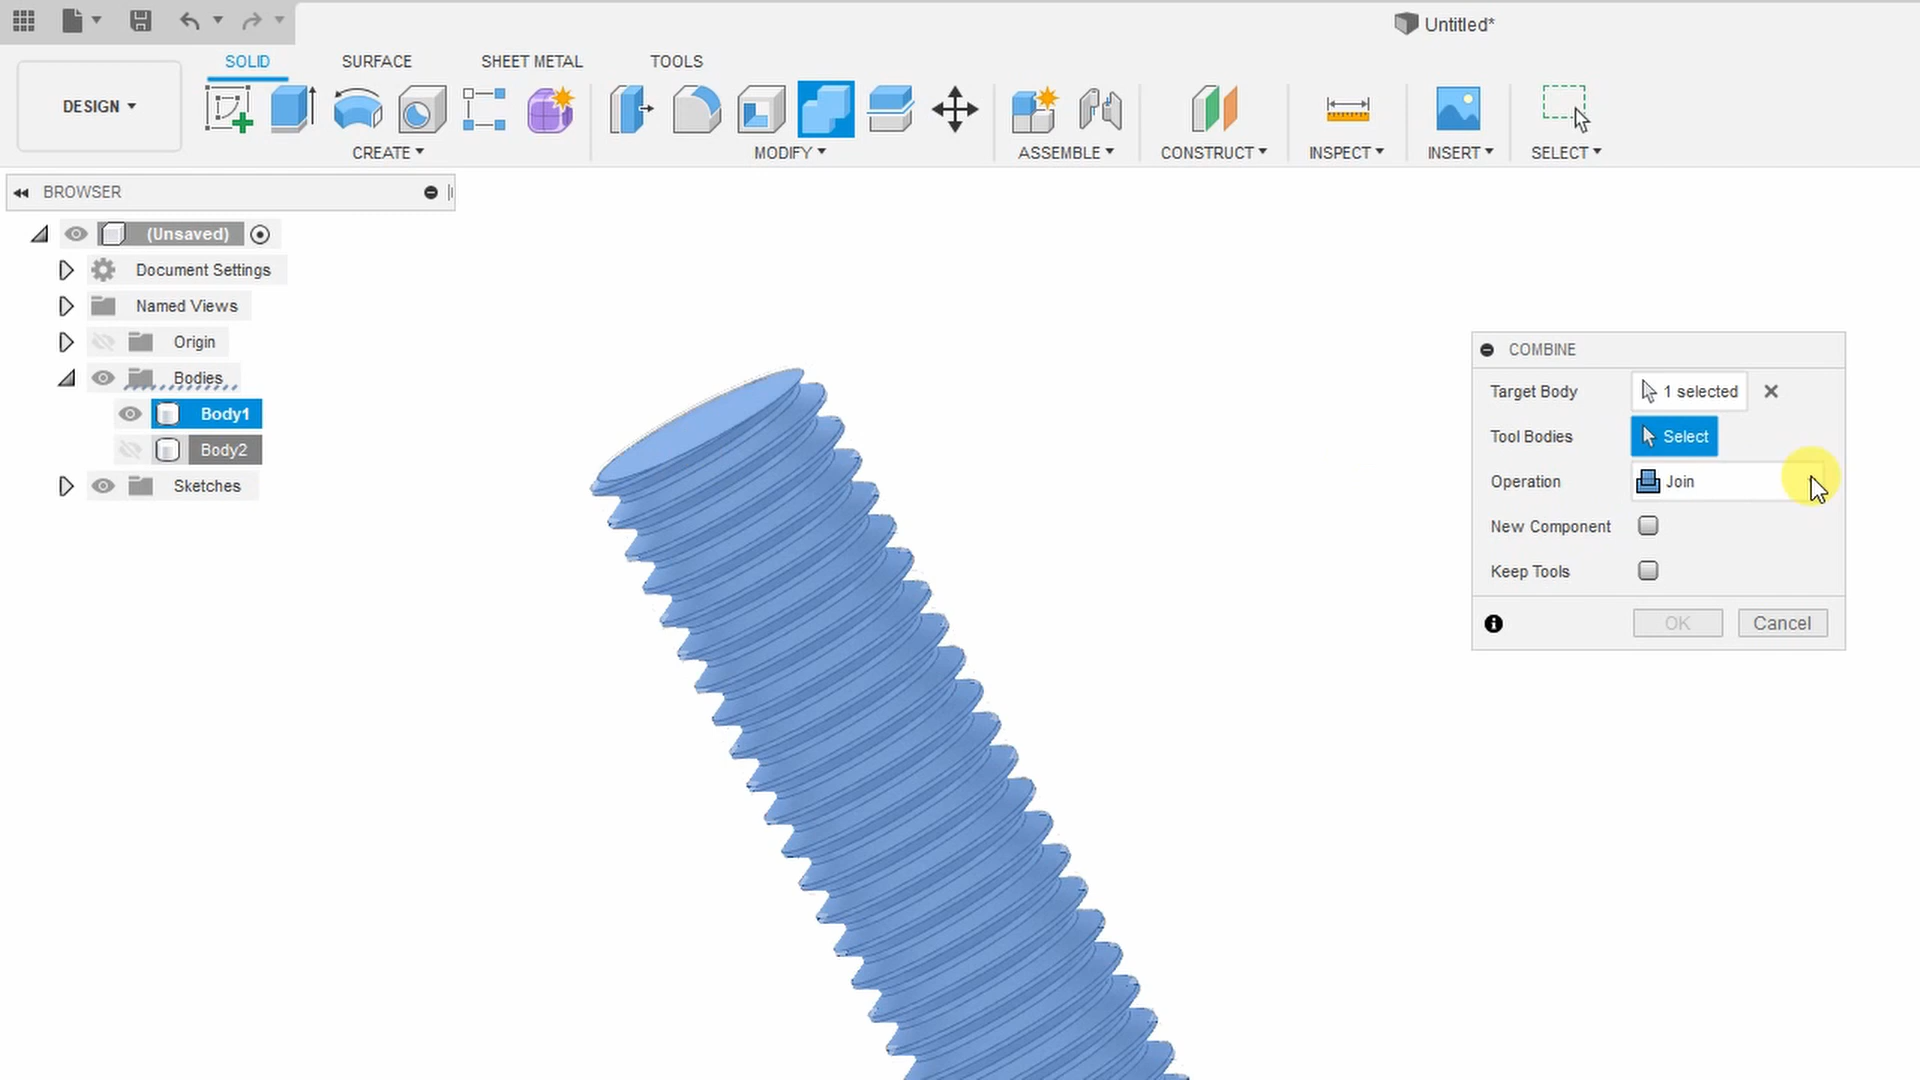 Untitled*
SOLID SURFACE SHEET METAL TOOLS
DESIGN
CREATE MODIFY ASSEMBLE CONSTRUCT INSPECT INSERT SELECT
BROWSER
(Unsaved)
Document Settings
Named Views
Origin
Bodies
Body1
Body2
Sketches
COMBINE
Target Body 1 selected
Tool Bodies Select
Operation Join
New Component
Keep Tools
OK Cancel